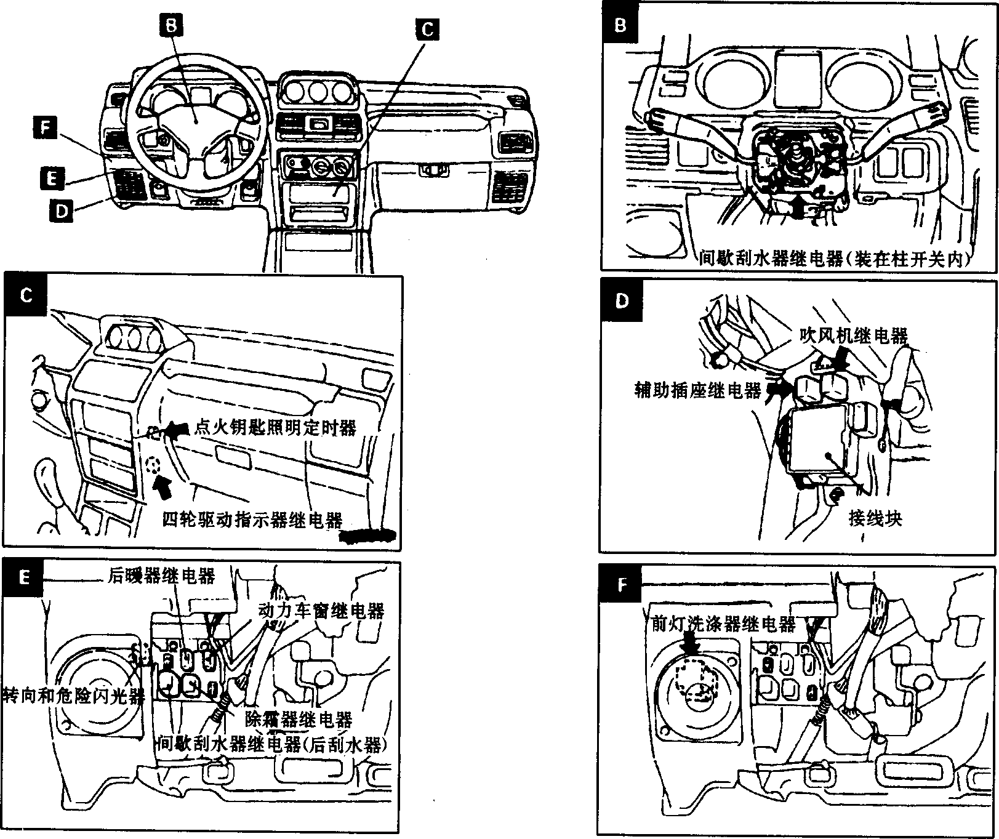 B
C
F
E
D
B
间歇刮水器继电器(装在柱开关内)
C
点火钥匙照明定时器
四轮驱动指示器继电器
D
吹风机继电器
辅助插座继电器
接线块
E
后暖器继电器
动力车窗继电器
转向和危险闪光器
除霜器继电器
间歇刮水器继电器(后刮水器)
F
前灯洗涤器继电器